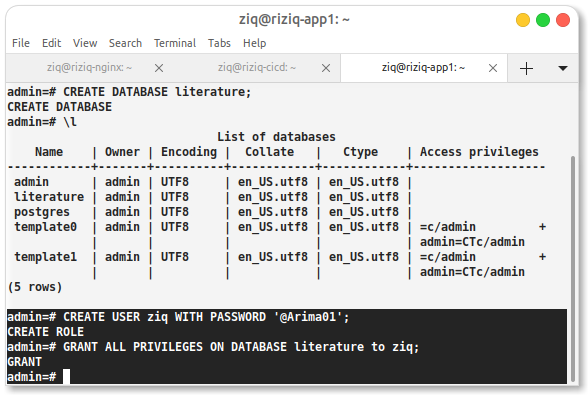 ziq@riziq-app1: ~
File Edit View Search Terminal Tabs Help
ziq@riziq-nginx: ~ × ziq@riziq-cicd: ~ × ziq@riziq-app1: ~ ×
admin=# CREATE DATABASE literature;
CREATE DATABASE
admin=# \l
                            List of databases
    Name    | Owner | Encoding |  Collate   |   Ctype    | Access privileges
------------+-------+----------+------------+------------+-------------------
 admin      | admin | UTF8     | en_US.utf8 | en_US.utf8 |
 literature | admin | UTF8     | en_US.utf8 | en_US.utf8 |
 postgres   | admin | UTF8     | en_US.utf8 | en_US.utf8 |
 template0  | admin | UTF8     | en_US.utf8 | en_US.utf8 | =c/admin         +
            |       |          |            |            | admin=CTc/admin
 template1  | admin | UTF8     | en_US.utf8 | en_US.utf8 | =c/admin         +
            |       |          |            |            | admin=CTc/admin
(5 rows)
admin=# CREATE USER ziq WITH PASSWORD '@Arima01';
CREATE ROLE
admin=# GRANT ALL PRIVILEGES ON DATABASE literature to ziq;
GRANT
admin=#